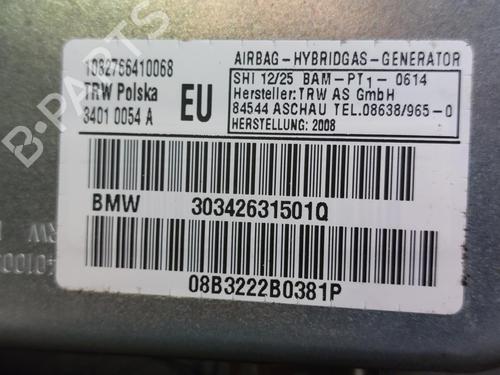 1082766410068
TRW Polska
3401 0054 A
EU
AIRBAG-HYBRIDGAS-GENERATOR
SHI 12/25 BAM-PT1-0614
Hersteller: TRW AS GmbH
84544 ASCHAU TEL.08638/965-0
HERSTELLUNG: 2008
BMW 30342631501Q
08B3222B0381P
B-PARTS